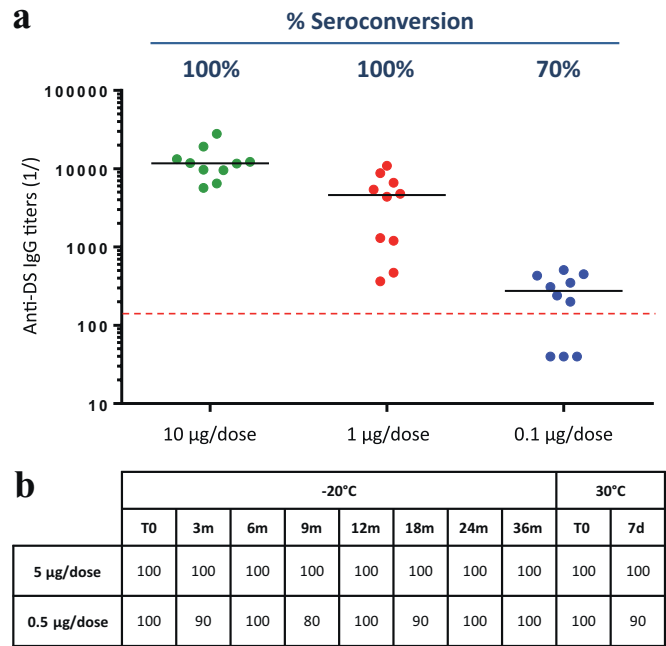 a
% Seroconversion
100% 100% 70%
Anti-DS IgG titers (1/)
100000
10000
1000
100
10
10 µg/dose 1 µg/dose 0.1 µg/dose
b
-20°C 30°C
T0 3m 6m 9m 12m 18m 24m 36m T0 7d
5 µg/dose 100 100 100 100 100 100 100 100 100 100
0.5 µg/dose 100 90 100 80 100 90 100 100 100 90